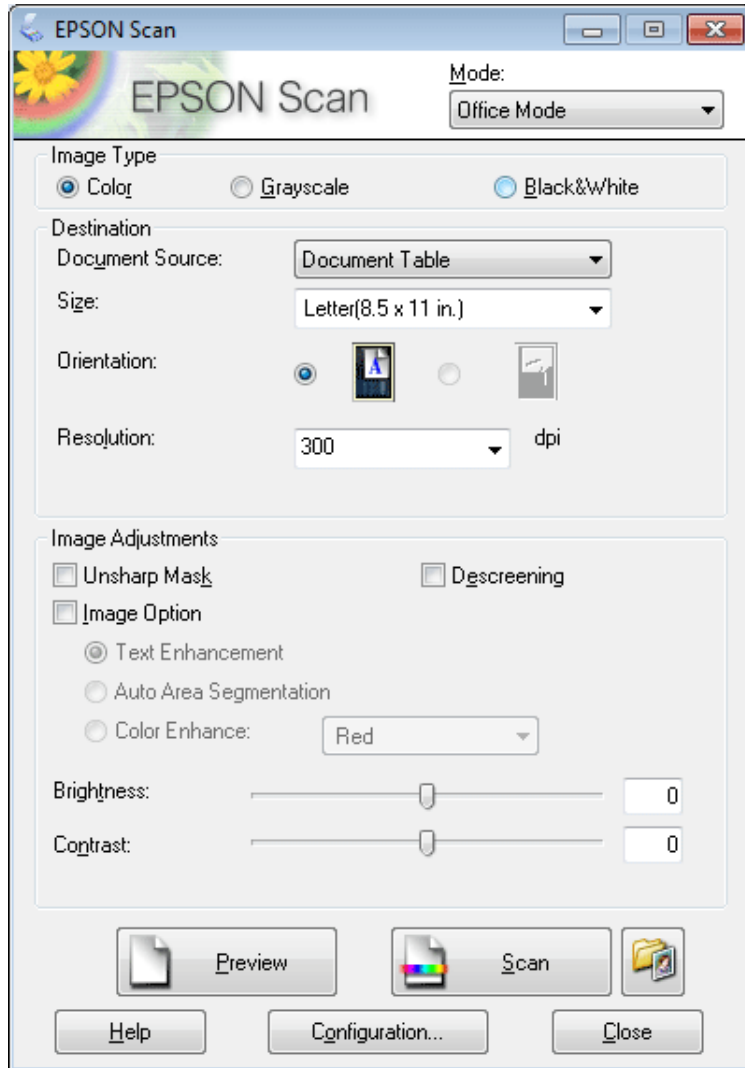 EPSON Scan
EPSON Scan
Mode:
Office Mode
Image Type
Color Grayscale Black&White
Destination
Document Source: Document Table
Size: Letter(8.5 x 11 in.)
Orientation: A
Resolution: 300 dpi
Image Adjustments
Unsharp Mask Descreening
Image Option
Text Enhancement
Auto Area Segmentation
Color Enhance: Red
Brightness: 0
Contrast: 0
Preview Scan
Help Configuration... Close